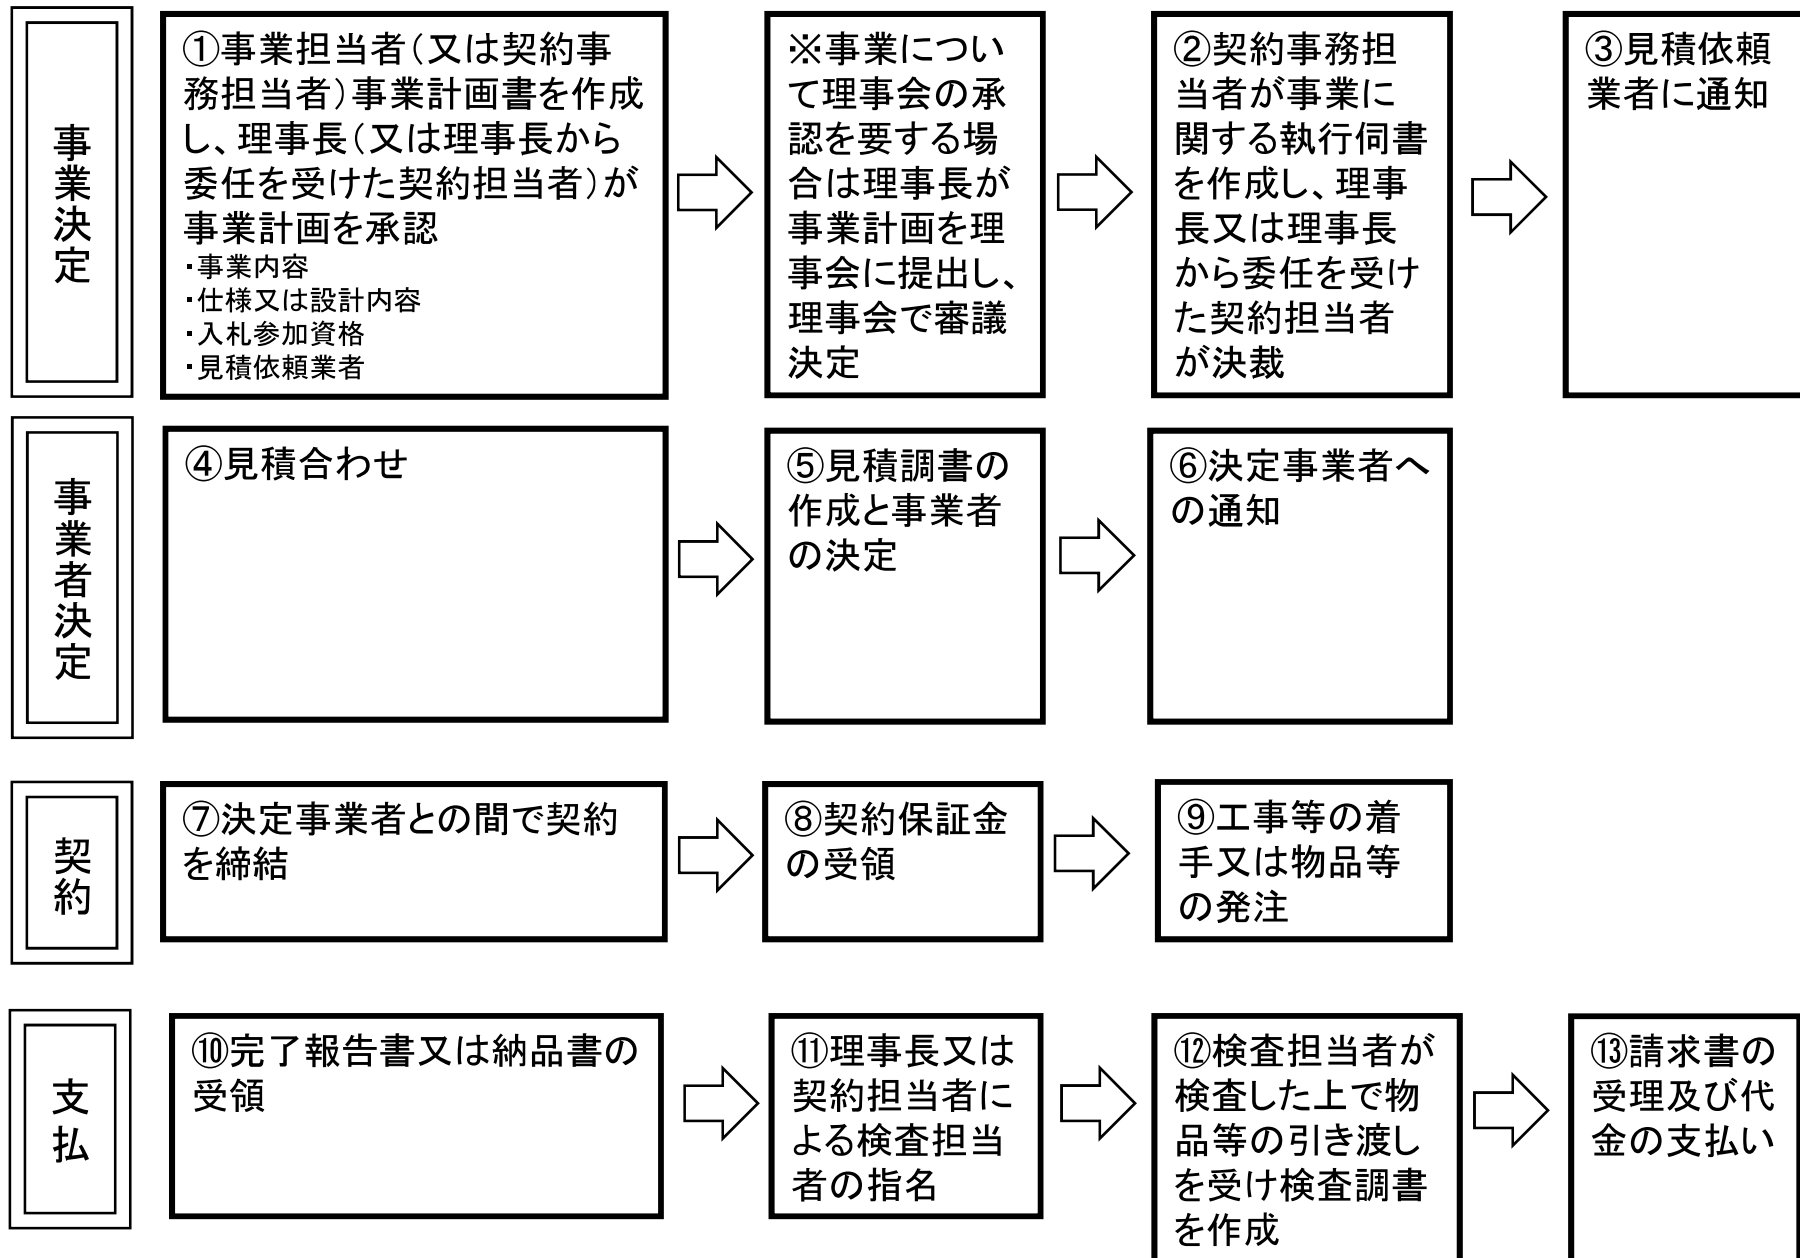 事業決定
①事業担当者（又は契約事
務担当者）事業計画書を作成
し、理事長（又は理事長から
委任を受けた契約担当者）が
事業計画を承認
・事業内容
・仕様又は設計内容
・入札参加資格
・見積依頼業者
※事業につい
て理事会の承
認を要する場
合は理事長が
事業計画を理
事会に提出し、
理事会で審議
決定
②契約事務担
当者が事業に
関する執行伺書
を作成し、理事
長又は理事長
から委任を受け
た契約担当者
が決裁
③見積依頼
業者に通知
事業者決定
④見積合わせ
⑤見積調書の
作成と事業者
の決定
⑥決定事業者へ
の通知
契約
⑦決定事業者との間で契約
を締結
⑧契約保証金
の受領
⑨工事等の着
手又は物品等
の発注
支払
⑩完了報告書又は納品書の
受領
⑪理事長又は
契約担当者に
よる検査担当
者の指名
⑫検査担当者が
検査した上で物
品等の引き渡し
を受け検査調書
を作成
⑬請求書の
受理及び代
金の支払い